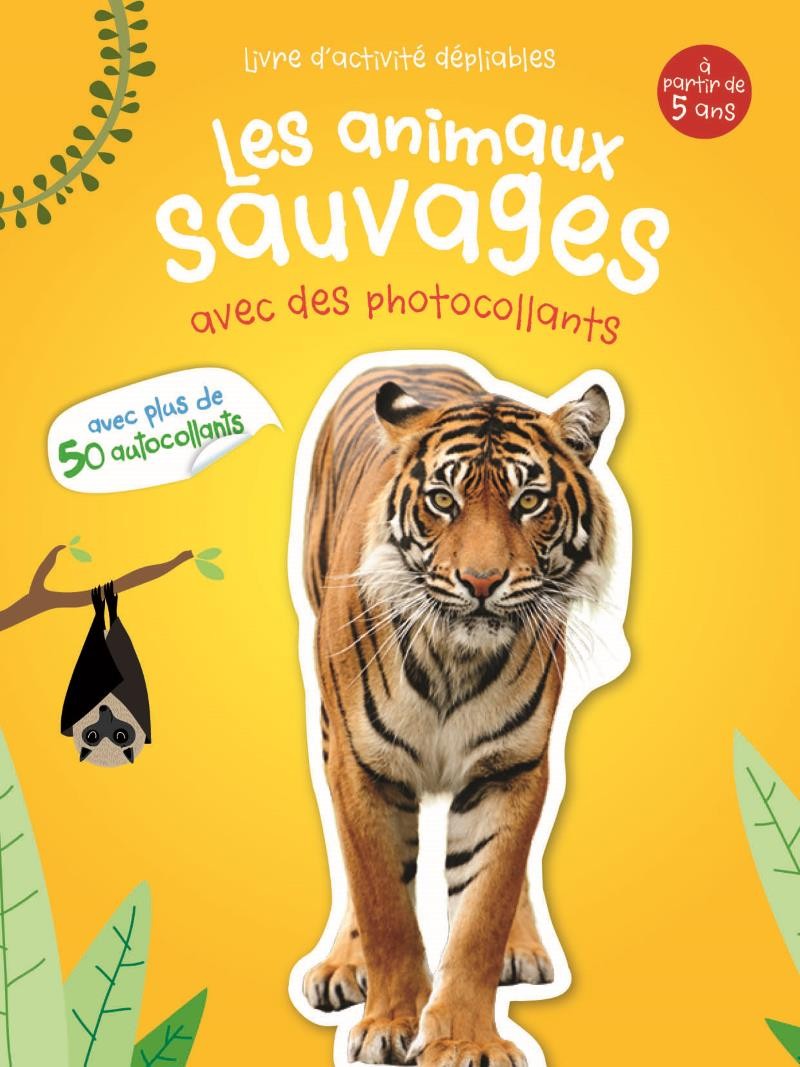 Livre d'activité dépliables
à
partir de
5 ans
Les animaux
sauvages
avec des photocollants
avec plus de
50 autocollants